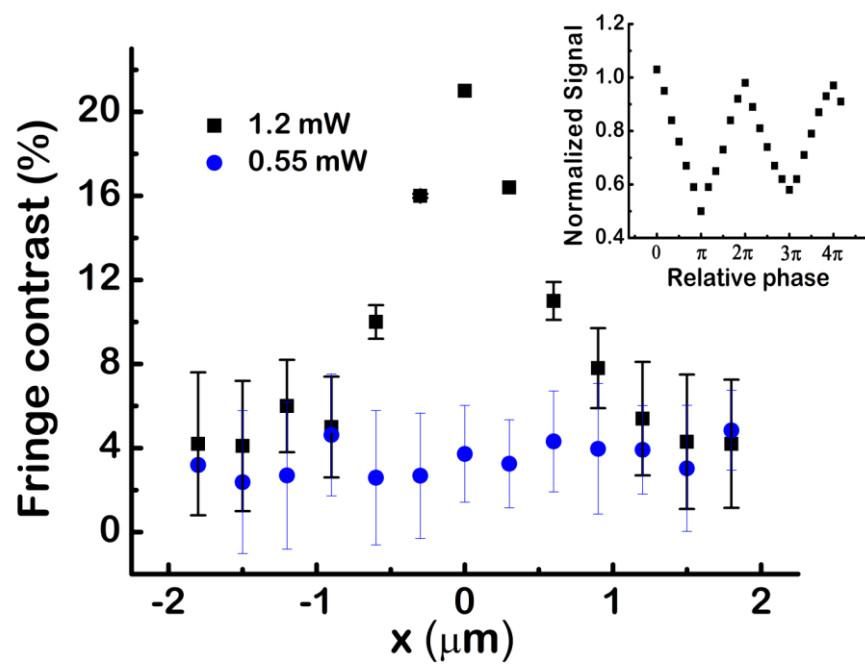 Fringe contrast (%)
20
16
12
8
4
0
-2
-1
0
1
2
x (μm)
1.2 mW
0.55 mW
Normalized Signal
1.2
1.0
0.8
0.6
0.4
0
π
2π
3π
4π
Relative phase